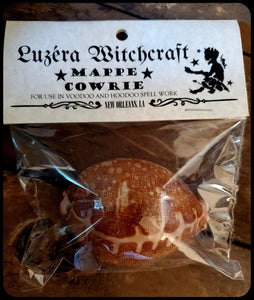 Luzéra Witchcraft
MAPPE
COWRIE
FOR USE IN VOODOO AND HOODOO SPELL WORK
NEW ORLEANS, LA